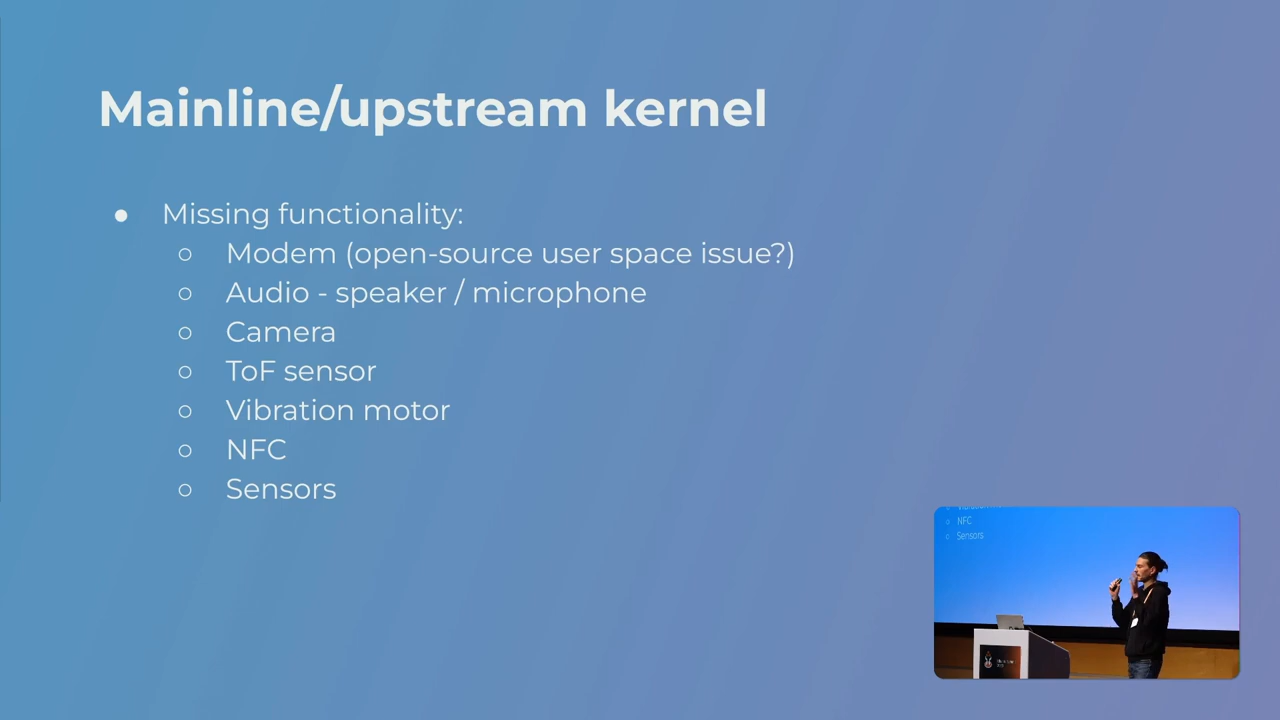 Mainline/upstream kernel
● Missing functionality:
○ Modem (open-source user space issue?)
○ Audio - speaker / microphone
○ Camera
○ ToF sensor
○ Vibration motor
○ NFC
○ Sensors
○ NFC
○ Sensors